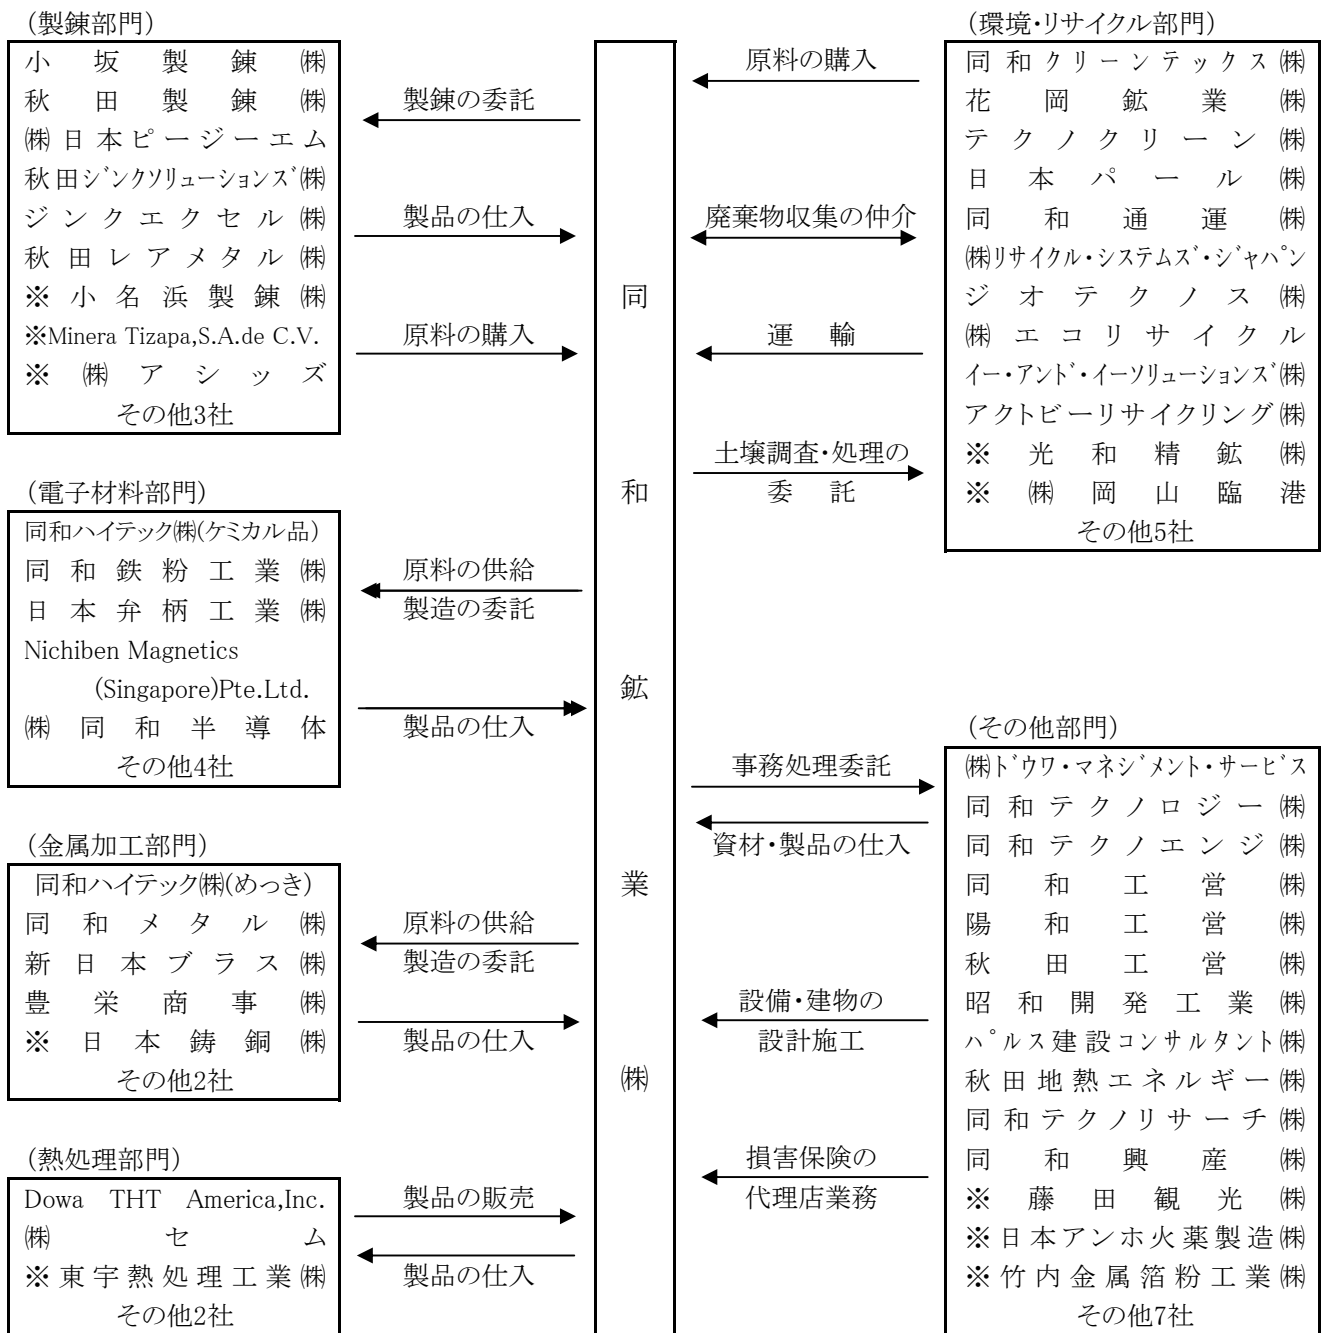 （製錬部門）
小坂製錬㈱
秋田製錬㈱
㈱日本ピージーエム
秋田ジンクソリューションズ㈱
ジンクエクセル㈱
秋田レアメタル㈱
※小名浜製錬㈱
※Minera Tizapa,S.A.de C.V.
※㈱アシッズ
その他3社
製錬の委託
製品の仕入
原料の購入
（電子材料部門）
同和ハイテック㈱(ケミカル品)
同和鉄粉工業㈱
日本弁柄工業㈱
Nichiben Magnetics
(Singapore)Pte.Ltd.
㈱同和半導体
その他4社
原料の供給
製造の委託
製品の仕入
（金属加工部門）
同和ハイテック㈱(めっき)
同和メタル㈱
新日本ブラス㈱
豊栄商事㈱
※日本鋳銅㈱
その他2社
原料の供給
製造の委託
製品の仕入
（熱処理部門）
Dowa THT America,Inc.
㈱セム
※東宇熱処理工業㈱
その他2社
製品の販売
製品の仕入
同和鉱業㈱
（環境・リサイクル部門）
同和クリーンテックス㈱
花岡鉱業㈱
テクノクリーン㈱
日本パール㈱
同和通運㈱
㈱リサイクル・システムズ・ジャパン
ジオテクノス㈱
㈱エコリサイクル
イー・アンド・イーソリューションズ㈱
アクトビーリサイクリング㈱
※光和精鉱㈱
※㈱岡山臨港
その他5社
原料の購入
廃棄物収集の仲介
運輸
土壌調査・処理の
委託
（その他部門）
㈱ドウワ・マネジメント・サービス
同和テクノロジー㈱
同和テクノエンジ㈱
同和工営㈱
陽和工営㈱
秋田工営㈱
昭和開発工業㈱
パルス建設コンサルタント㈱
秋田地熱エネルギー㈱
同和テクノリサーチ㈱
同和興産㈱
※藤田観光㈱
※日本アンホ火薬製造㈱
※竹内金属箔粉工業㈱
その他7社
事務処理委託
資材・製品の仕入
設備・建物の
設計施工
損害保険の
代理店業務